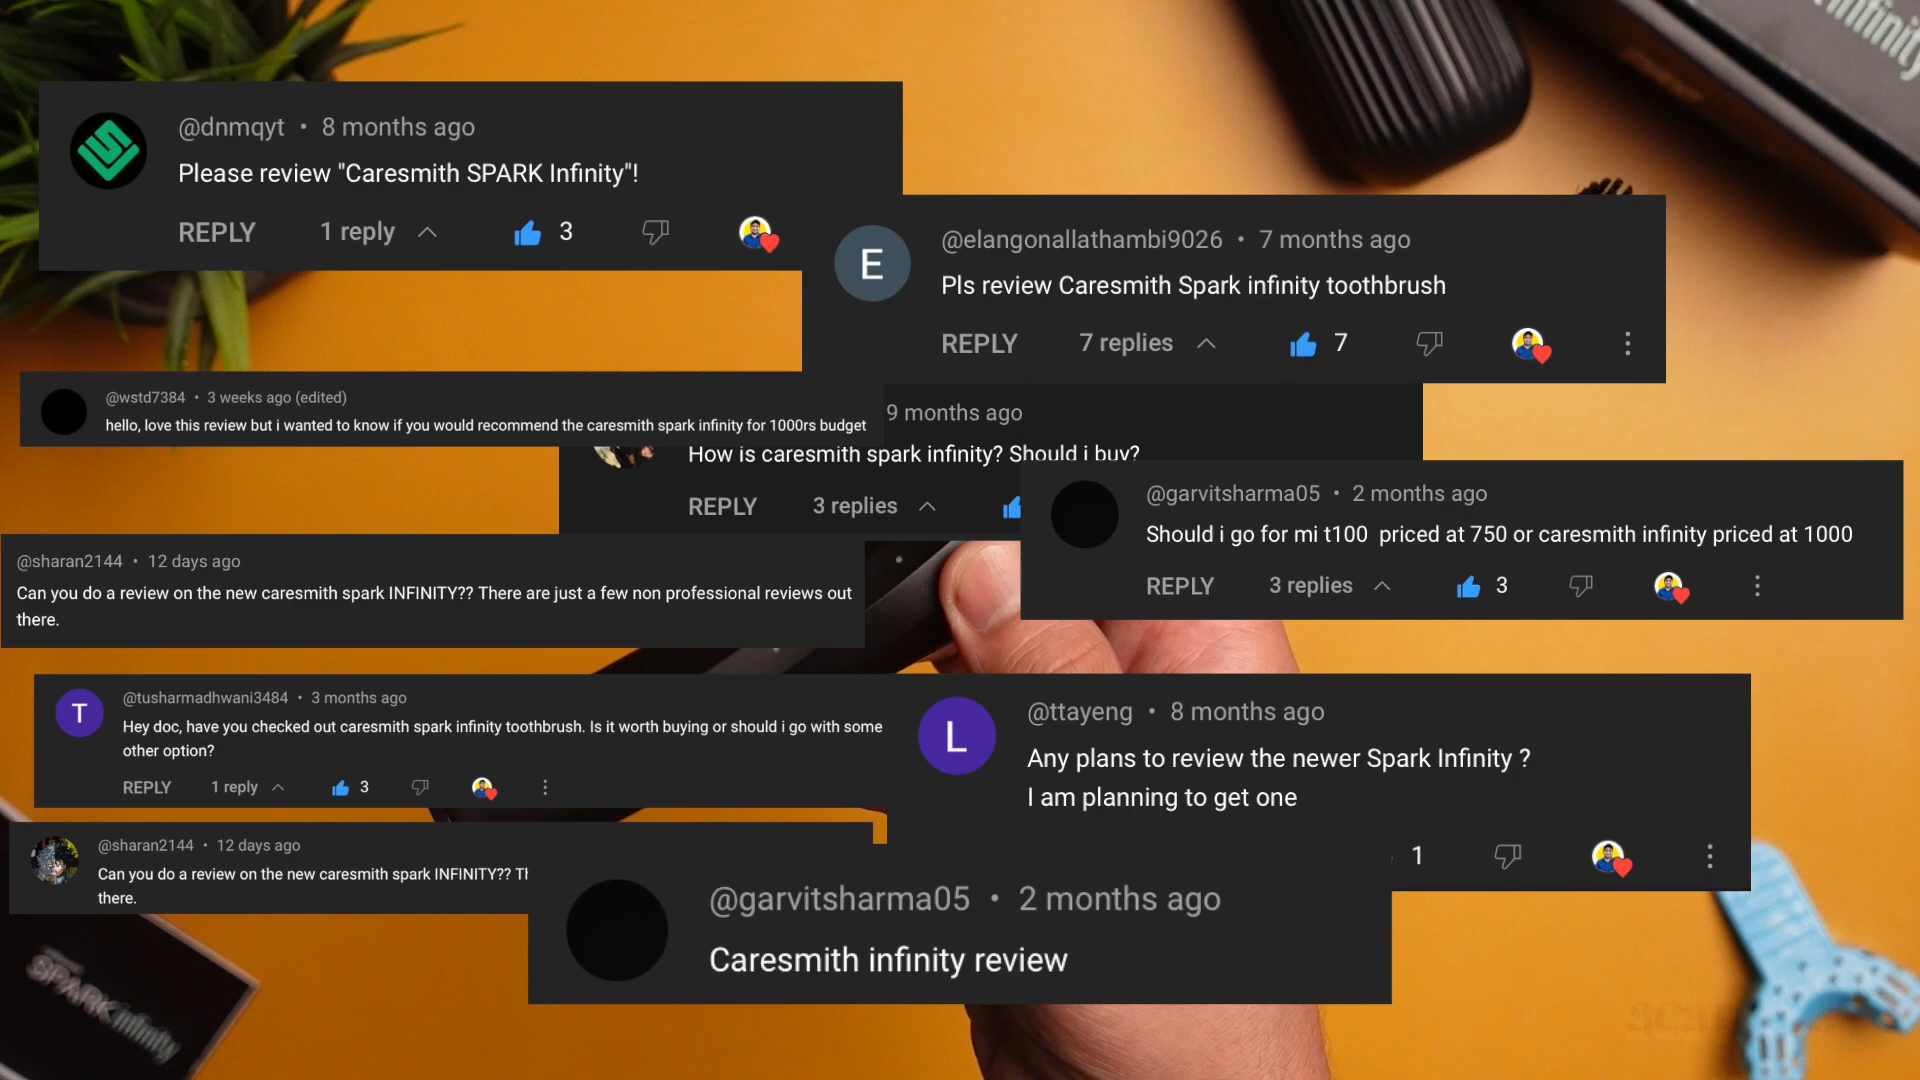 infinity
@dnmqyt • 8 months ago
Please review "Caresmith SPARK Infinity"!
REPLY 1 reply 3
E
@elangonallathambi9026 • 7 months ago
Pls review Caresmith Spark infinity toothbrush
REPLY 7 replies 7
@wstd7384 • 3 weeks ago (edited)
hello, love this review but i wanted to know if you would recommend the caresmith spark infinity for 1000rs budget
9 months ago
How is caresmith spark infinity? Should i buy?
REPLY 3 replies
@garvitsharma05 • 2 months ago
Should i go for mi t100 priced at 750 or caresmith infinity priced at 1000
REPLY 3 replies 3
@sharan2144 • 12 days ago
Can you do a review on the new caresmith spark INFINITY?? There are just a few non professional reviews out
there.
T
@tusharmadhwani3484 • 3 months ago
Hey doc, have you checked out caresmith spark infinity toothbrush. Is it worth buying or should i go with some
other option?
REPLY 1 reply 3
L
@ttayeng • 8 months ago
Any plans to review the newer Spark Infinity ?
I am planning to get one
1
@sharan2144 • 12 days ago
Can you do a review on the new caresmith spark INFINITY??
there.
@garvitsharma05 • 2 months ago
Caresmith infinity review
SPARK infinity